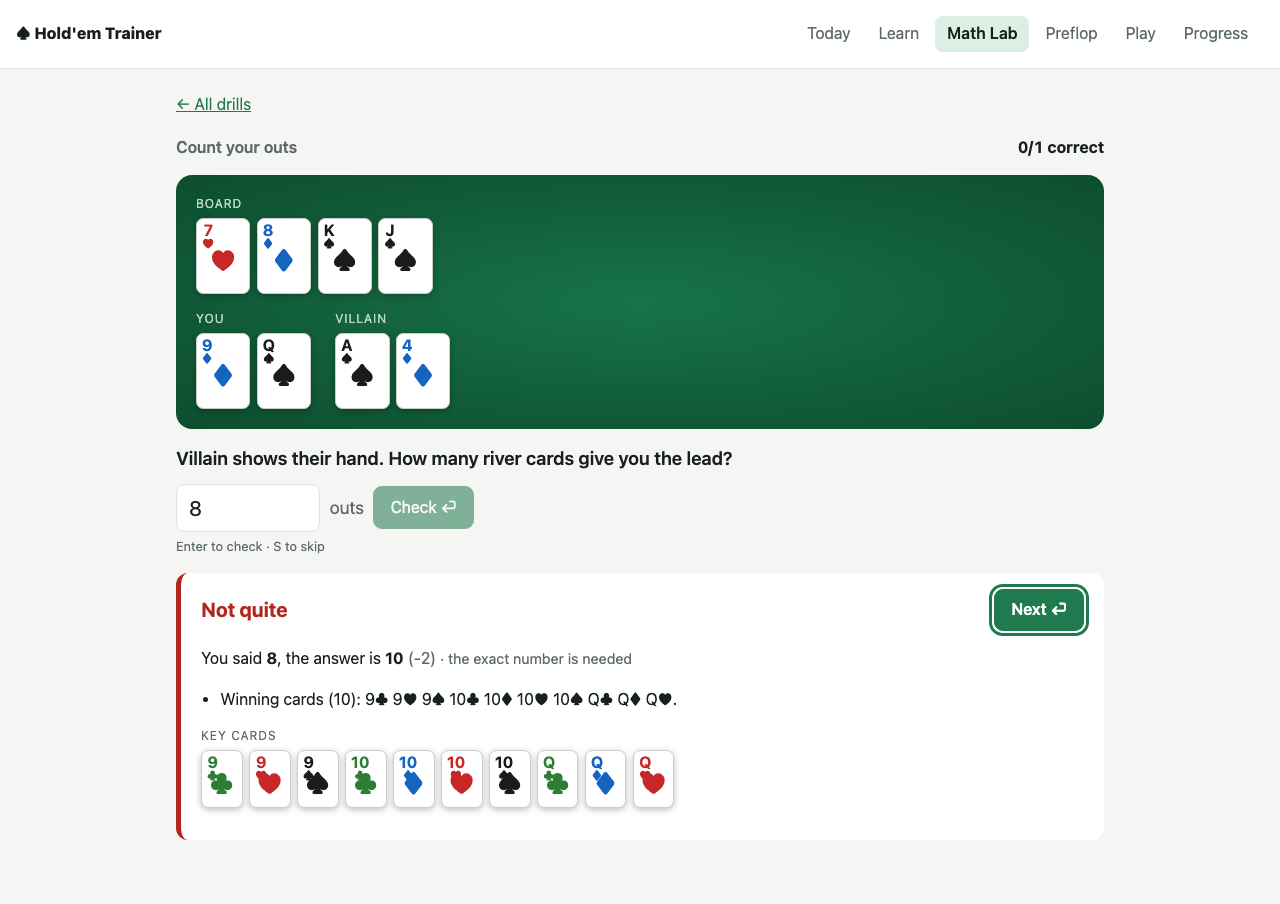 ♠ Hold'em Trainer
Today Learn Math Lab Preflop Play Progress
← All drills
Count your outs 0/1 correct
BOARD
7♥ 8♦ K♠ J♠
YOU VILLAIN
9♦ Q♠ A♠ 4♦
Villain shows their hand. How many river cards give you the lead?
8 outs Check ⏎
Enter to check · S to skip
Not quite Next ⏎
You said 8, the answer is 10 (-2) · the exact number is needed
• Winning cards (10): 9♣ 9♥ 9♠ 10♣ 10♦ 10♥ 10♠ Q♣ Q♦ Q♥.
KEY CARDS
9♣ 9♥ 9♠ 10♣ 10♦ 10♥ 10♠ Q♣ Q♦ Q♥